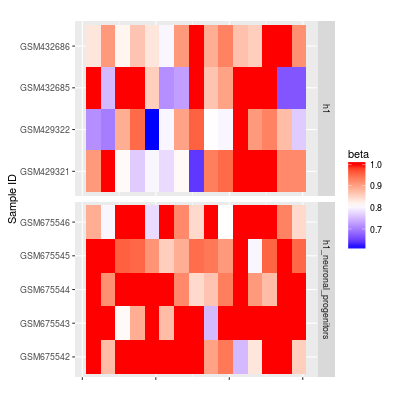 Sample ID
GSM432686
GSM432685
GSM429322
GSM429321
h1
GSM675546
GSM675545
GSM675544
GSM675543
GSM675542
h1_neuronal_progenitors
beta
1.0
0.9
0.8
0.7